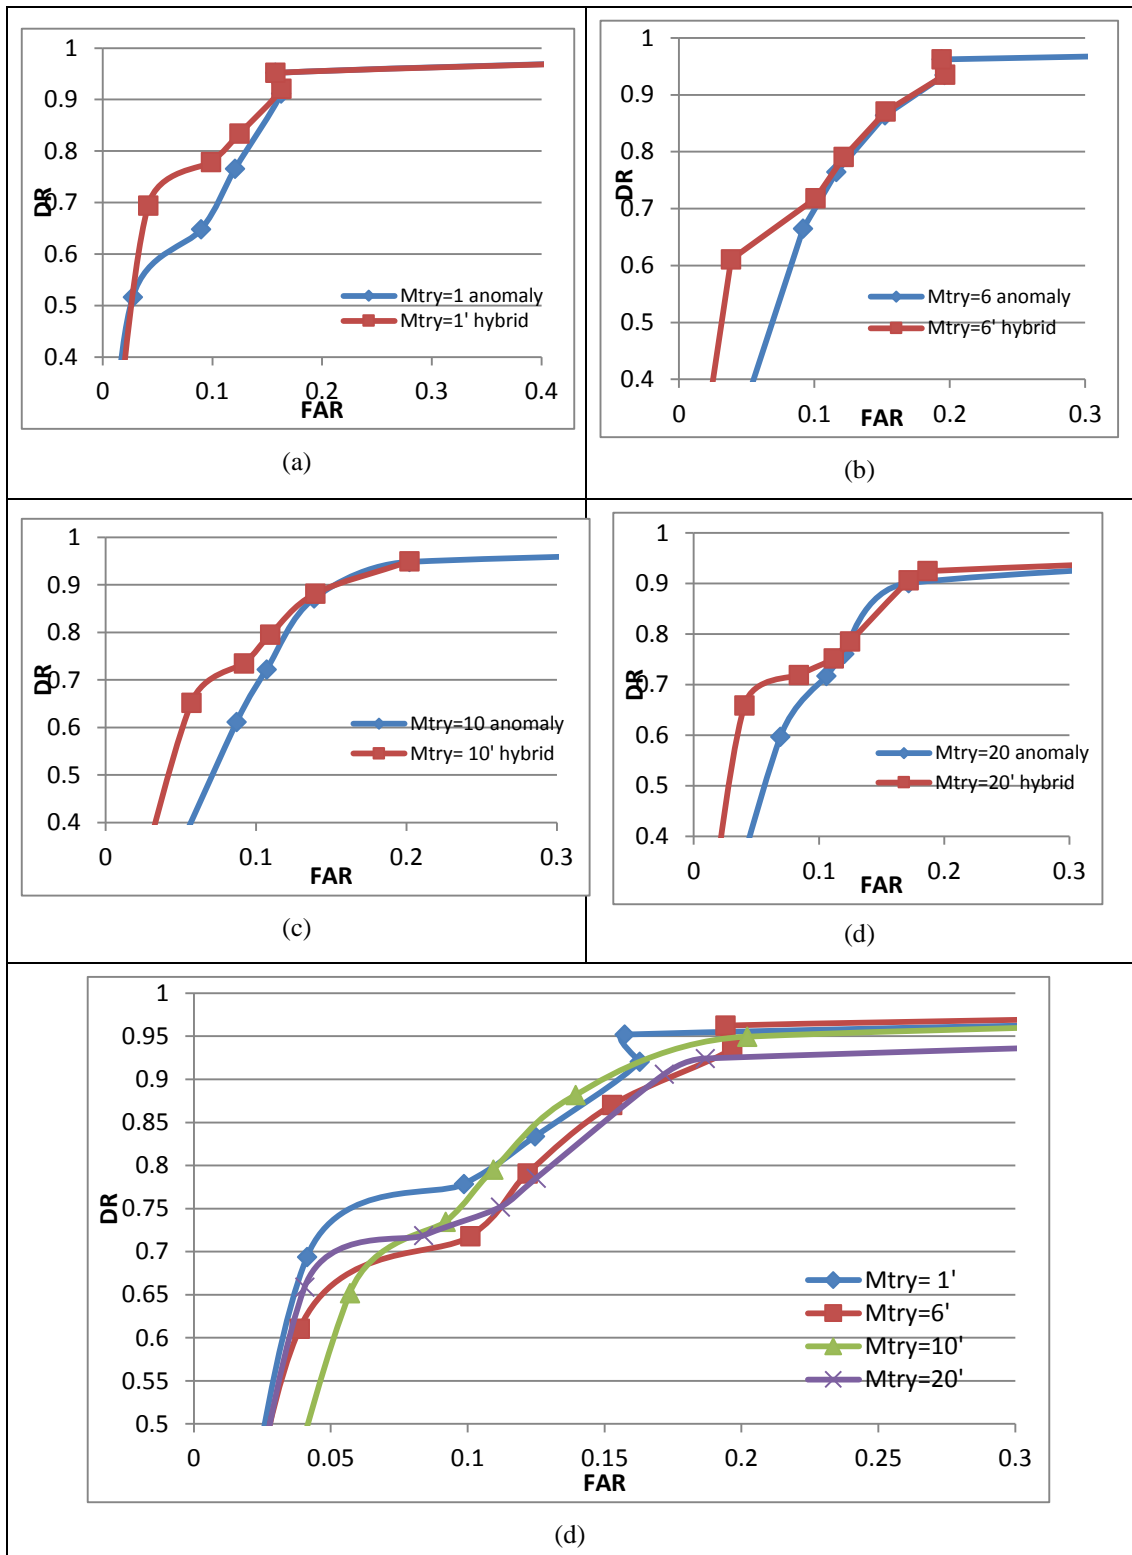 1
0.9
0.8
0.7
0.6
0.5
0.4
DR
0 0.1 0.2 0.3 0.4
FAR
Mtry=1 anomaly
Mtry=1' hybrid
(a)
1
0.9
0.8
0.7
0.6
0.5
0.4
DR
0 0.1 0.2 0.3
FAR
Mtry=6 anomaly
Mtry=6' hybrid
(b)
1
0.9
0.8
0.7
0.6
0.5
0.4
DR
0 0.1 0.2 0.3
FAR
Mtry=10 anomaly
Mtry= 10' hybrid
(c)
1
0.9
0.8
0.7
0.6
0.5
0.4
DR
0 0.1 0.2 0.3
FAR
Mtry=20 anomaly
Mtry=20' hybrid
(d)
1
0.95
0.9
0.85
0.8
0.75
0.7
0.65
0.6
0.55
0.5
DR
0 0.05 0.1 0.15 0.2 0.25 0.3
FAR
Mtry= 1'
Mtry=6'
Mtry=10'
Mtry=20'
(d)